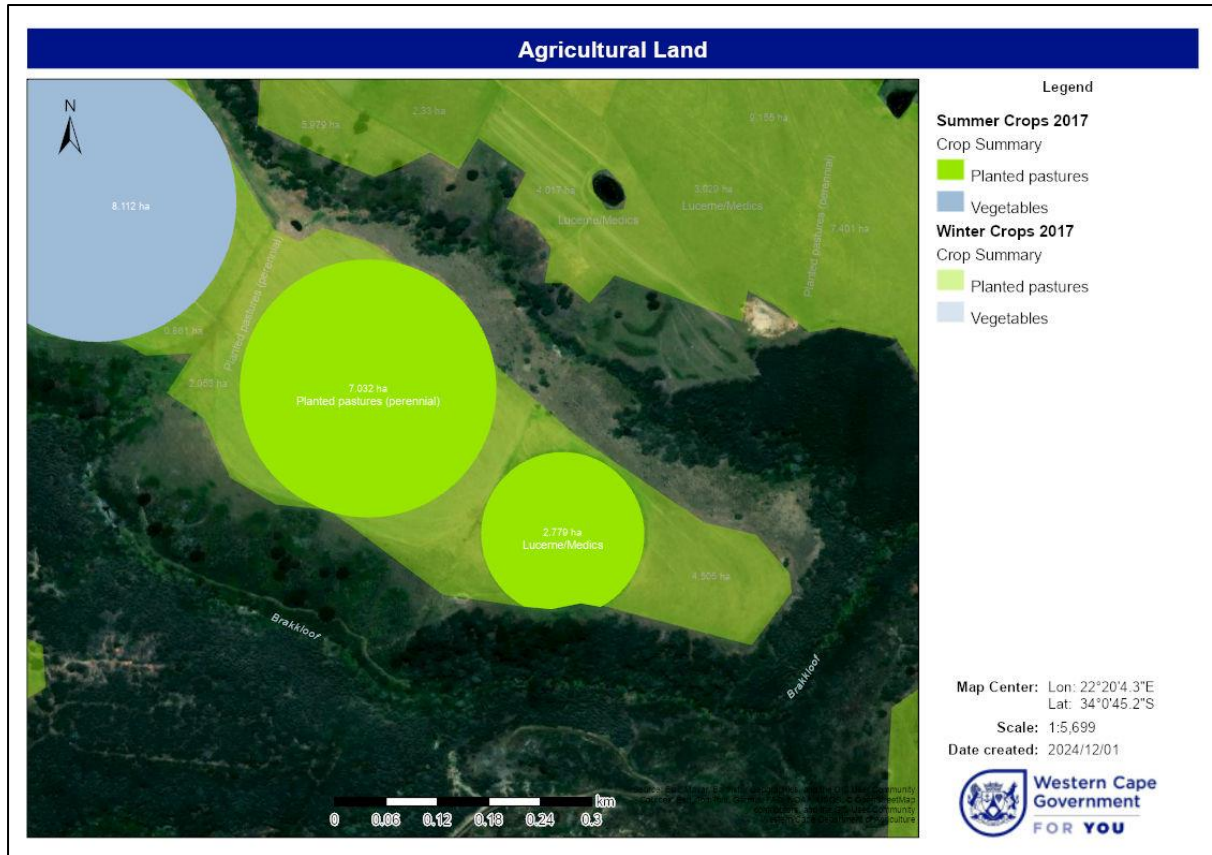 Agricultural Land
N
5.979 ha
2.33 ha
2.155 ha
8.112 ha
4.017 ha
Lucerne/Medics
3.029 ha
Lucerne/Medics
Planted pastures (perennial)
7.401 ha
Planted pastures (perennial)
0.861 ha
2.053 ha
7.032 ha
Planted pastures (perennial)
2.779 ha
Lucerne/Medics
4.505 ha
Brakkloof
Brakkloof
km
0 0.06 0.12 0.18 0.24 0.3
Legend
Summer Crops 2017
Crop Summary
Planted pastures
Vegetables
Winter Crops 2017
Crop Summary
Planted pastures
Vegetables
Map Center: Lon: 22°20'4.3"E
Lat: 34°0'45.2"S
Scale: 1:5,699
Date created: 2024/12/01
Western Cape
Government
FOR YOU